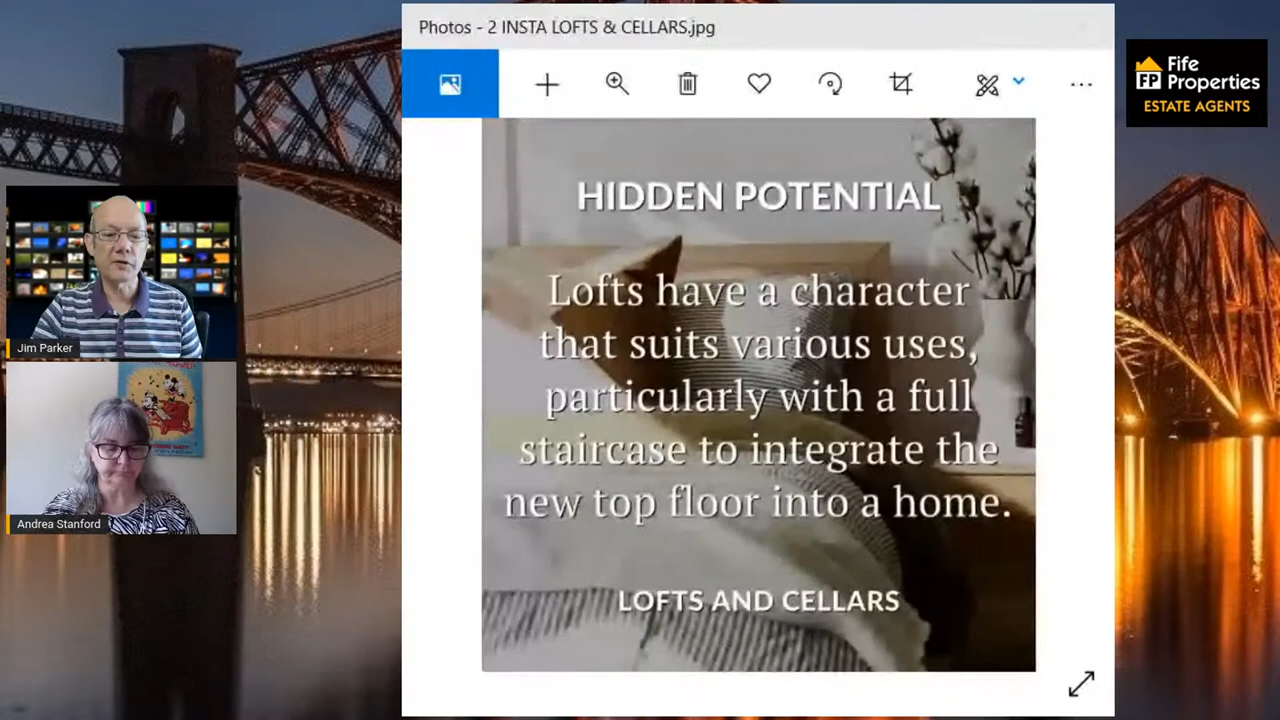 Photos - 2 INSTA LOFTS & CELLARS.jpg
Fife
Properties
FP
ESTATE AGENTS
HIDDEN POTENTIAL
Lofts have a character
that suits various uses,
particularly with a full
staircase to integrate the
new top floor into a home.
LOFTS AND CELLARS
Jim Parker
Andrea Stanford